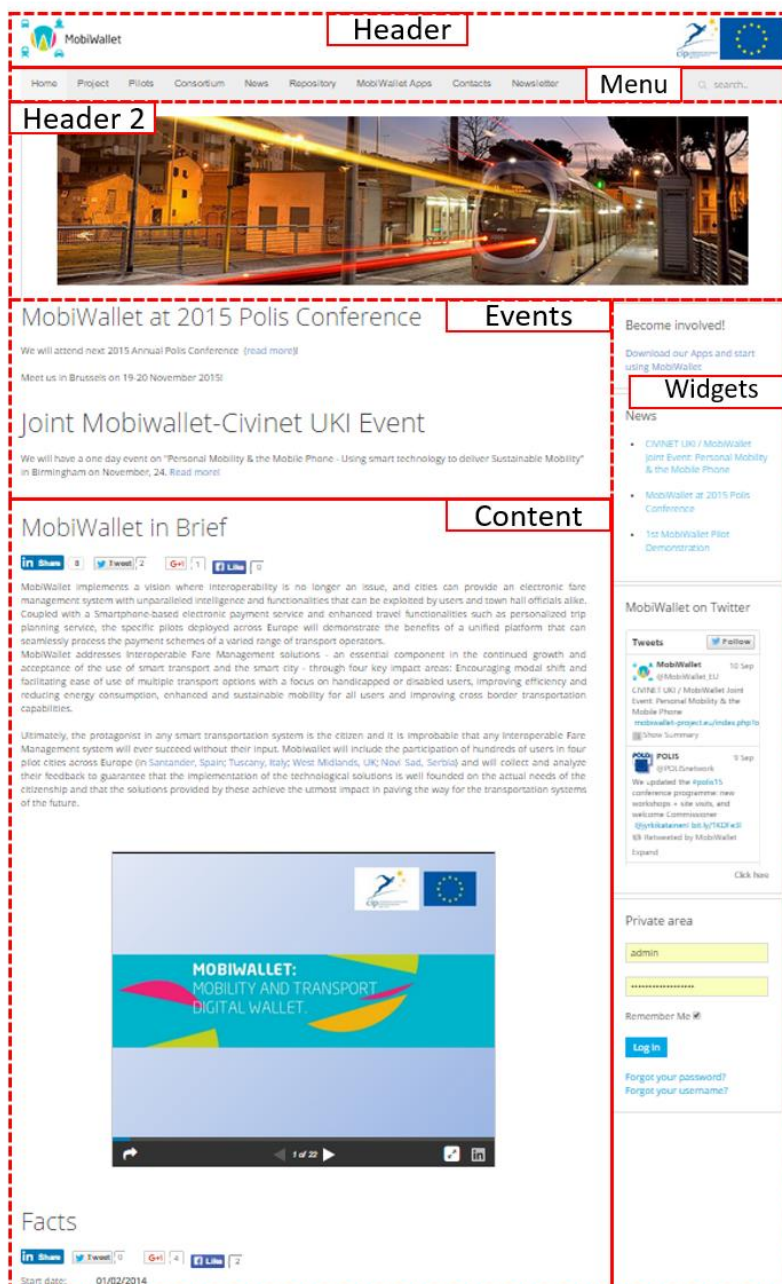 MobiWallet
Header
cip
Home Project Pilots Consortium News Repository MobiWallet Apps Contacts Newsletter
Menu
search...
Header 2
MobiWallet at 2015 Polis Conference
Events
We will attend next 2015 Annual Polis Conference (read more)!
Meet us in Brussels on 19-20 November 2015!
Joint Mobiwallet-Civinet UKI Event
We will have a one day event on "Personal Mobility & the Mobile Phone - Using smart technology to deliver Sustainable Mobility"
in Birmingham on November, 24. Read more!
Content
MobiWallet in Brief
in Share 8 Tweet 2 G+1 1 Like 0
MobiWallet implements a vision where interoperability is no longer an issue, and cities can provide an electronic fare
management system with unparalleled intelligence and functionalities that can be exploited by users and town hall officials alike.
Coupled with a Smartphone-based electronic payment service and enhanced travel functionalities such as personalized trip
planning service, the specific pilots deployed across Europe will demonstrate the benefits of a unified platform that can
seamlessly process the payment schemes of a varied range of transport operators.
MobiWallet addresses Interoperable Fare Management solutions - an essential component in the continued growth and
acceptance of the use of smart transport and the smart city - through four key impact areas: Encouraging modal shift and
facilitating ease of use of multiple transport options with a focus on handicapped or disabled users, improving efficiency and
reducing energy consumption, enhanced and sustainable mobility for all users and improving cross border transportation
capabilities.
Ultimately, the protagonist in any smart transportation system is the citizen and it is improbable that any Interoperable Fare
Management system will ever succeed without their input. Mobiwallet will include the participation of hundreds of users in four
pilot cities across Europe (in Santander, Spain; Tuscany, Italy; West Midlands, UK; Novi Sad, Serbia) and will collect and analyze
their feedback to guarantee that the implementation of the technological solutions is well founded on the actual needs of the
citizenship and that the solutions provided by these achieve the utmost impact in paving the way for the transportation systems
of the future.
cip
MOBIWALLET:
MOBILITY AND TRANSPORT
DIGITAL WALLET.
1 of 22
in
Facts
in Share Tweet 0 G+1 4 Like 2
Start date: 01/02/2014
Become involved!
Download our Apps and start
using MobiWallet
Widgets
News
CIVINET UKI / MobiWallet
Joint Event: Personal Mobility
& the Mobile Phone
MobiWallet at 2015 Polis
Conference
1st MobiWallet Pilot
Demonstration
MobiWallet on Twitter
Tweets Follow
MobiWallet 10 Sep
@MobiWallet_EU
CIVINET UKI / MobiWallet Joint
Event: Personal Mobility & the
Mobile Phone
mobiwallet-project.eu/index.php?o
Show Summary
POLIS 9 Sep
@POLISnetwork
We updated the #polis15
conference programme: new
workshops + site visits, and
welcome Commissioner
Retweeted by MobiWallet
Expand
Click here
Private area
admin
Remember Me
Log in
Forgot your password?
Forgot your username?